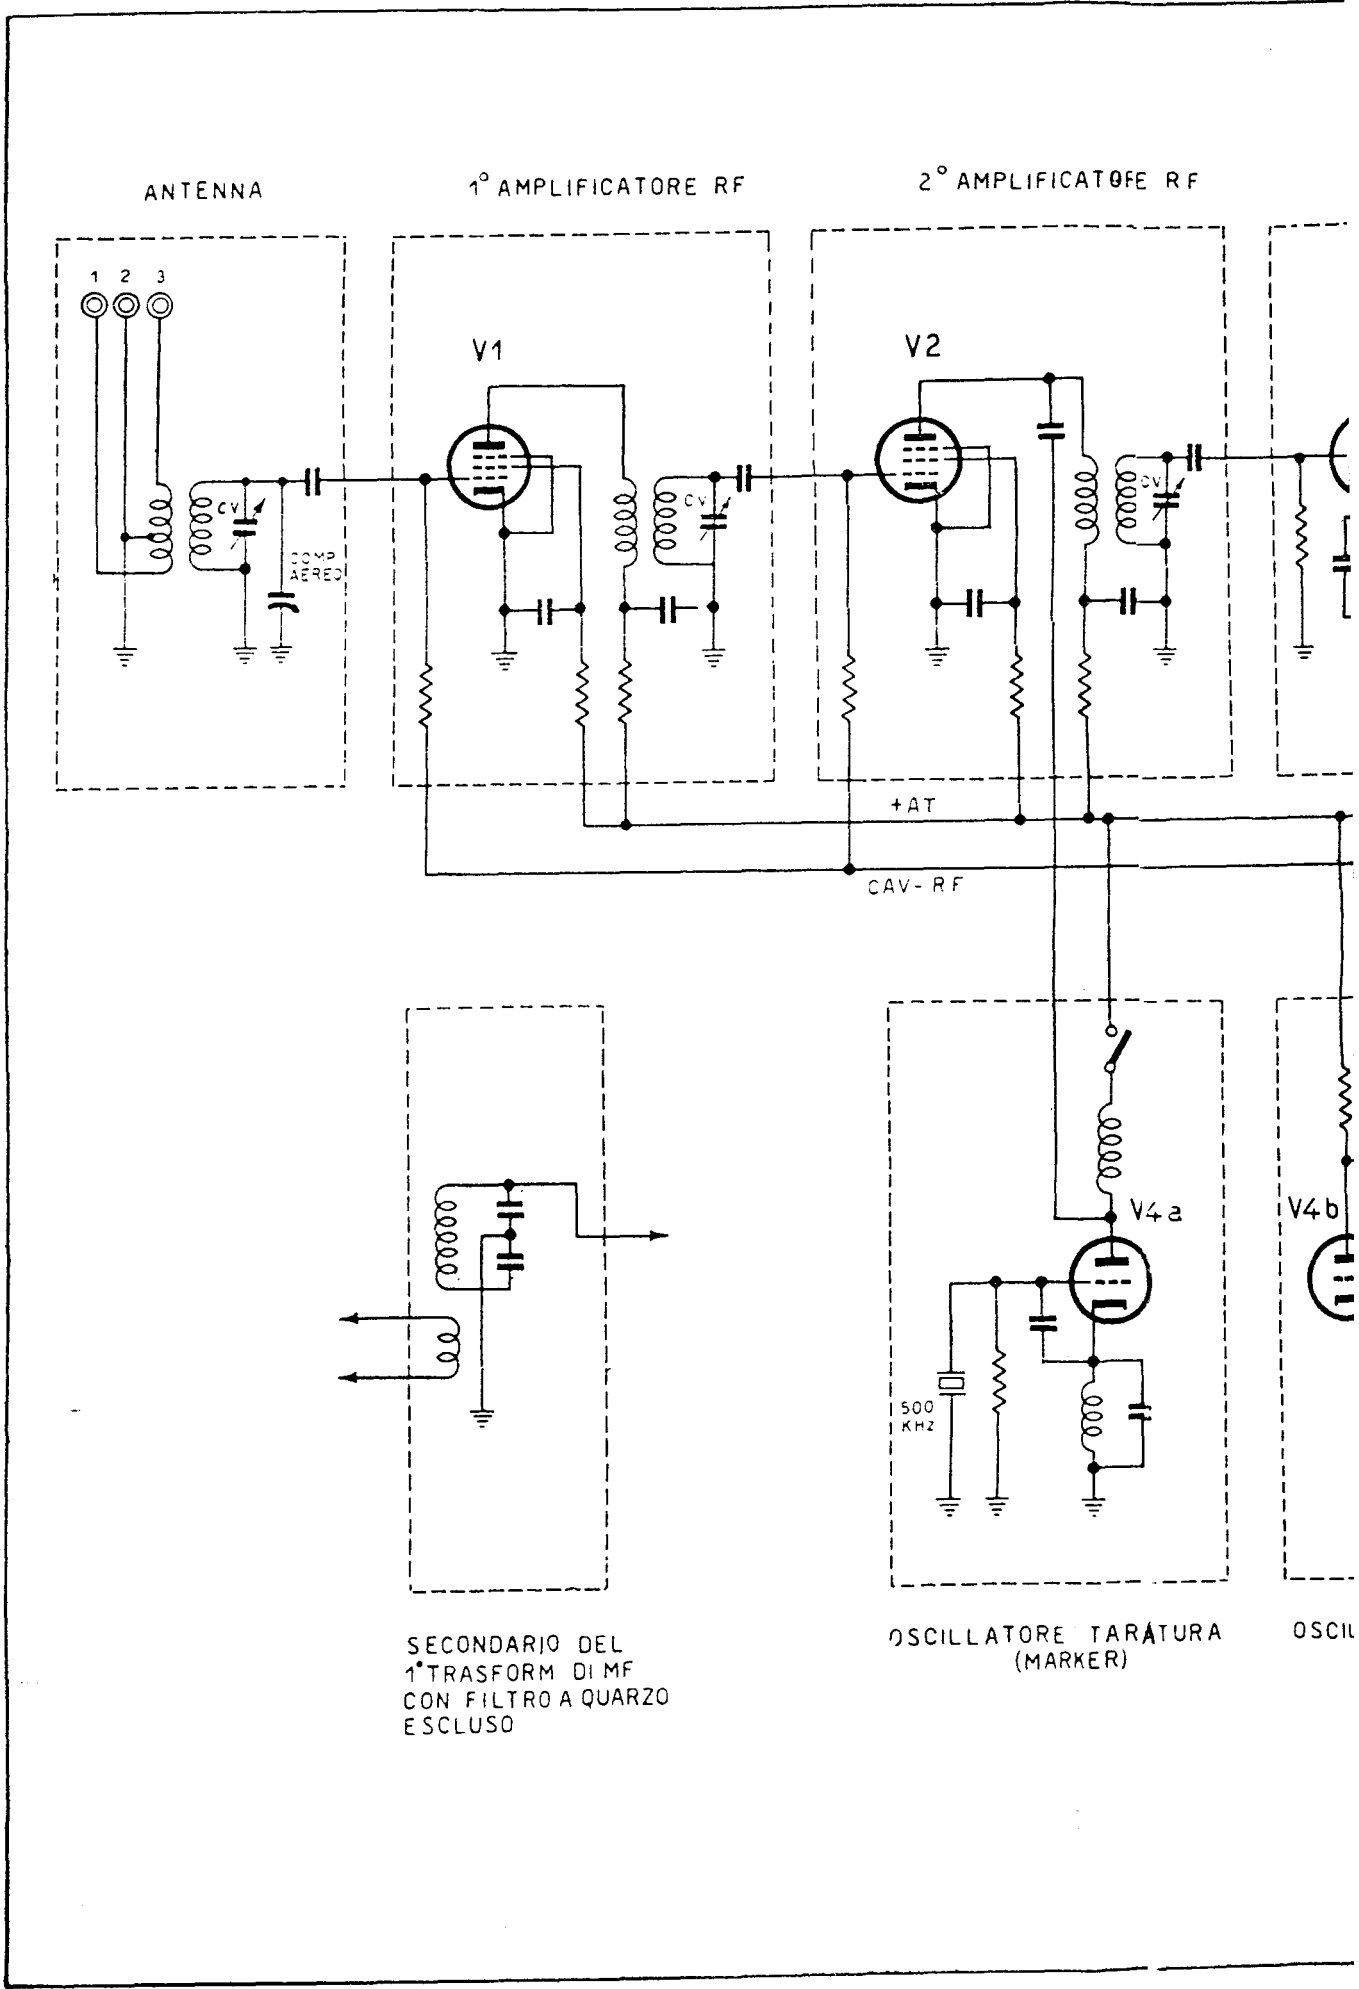 ANTENNA
1° AMPLIFICATORE RF
2° AMPLIFICATOFE RF
1 2 3
V1
V2
CV
CV
CV
COMP
AEREO
+AT
CAV-RF
V4a
V4b
500
KHZ
SECONDARIO DEL
1° TRASFORM DI MF
CON FILTRO A QUARZO
ESCLUSO
OSCILLATORE TARATURA
(MARKER)
OSCIL